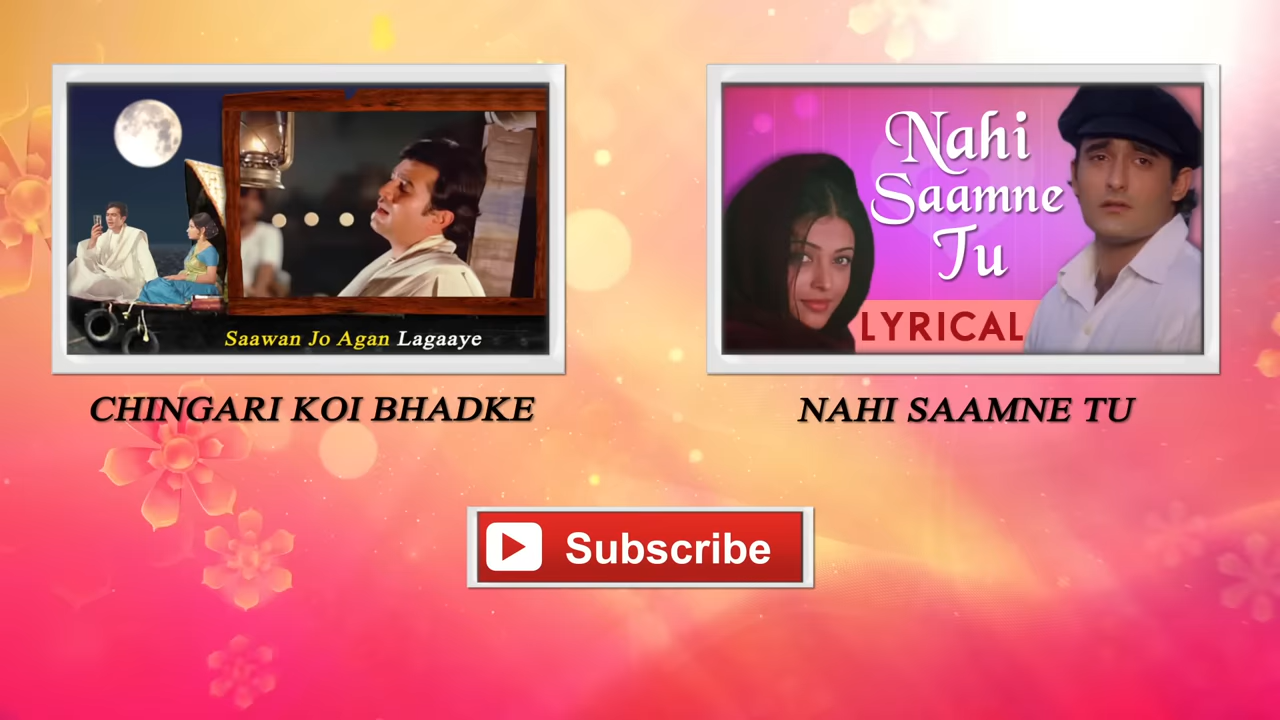 Saawan Jo Agan Lagaaye
CHINGARI KOI BHADKE
Nahi
Saamne
Tu
LYRICAL
NAHI SAAMNE TU
Subscribe